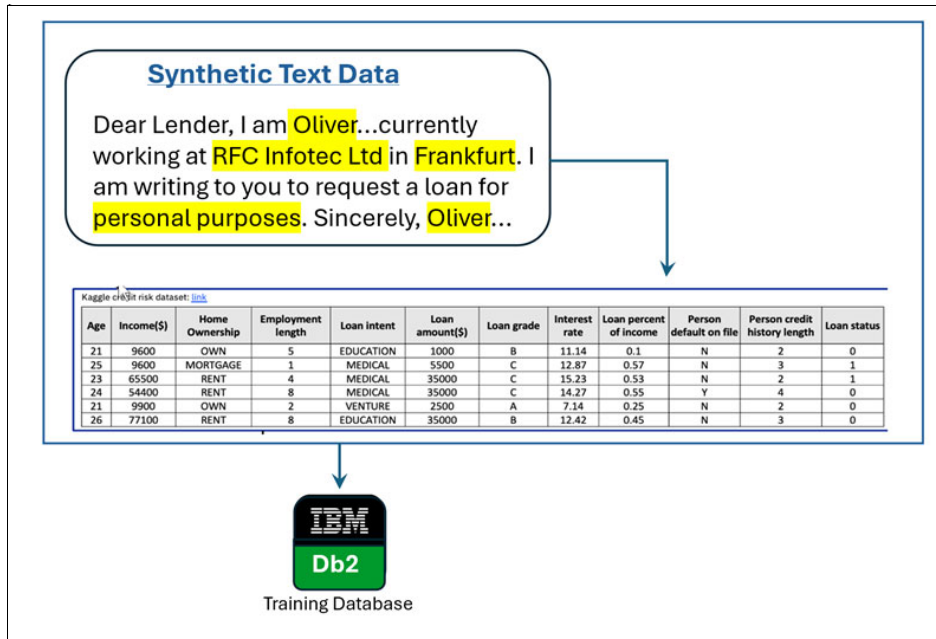 Synthetic Text Data
Dear Lender, I am Oliver...currently
working at RFC Infotec Ltd in Frankfurt. I
am writing to you to request a loan for
personal purposes. Sincerely, Oliver...
Kaggle credit risk dataset: link
Age Income($) Home Ownership Employment length Loan intent Loan amount($) Loan grade Interest rate Loan percent of income Person default on file Person credit history length Loan status
21 9600 OWN 5 EDUCATION 1000 B 11.14 0.1 N 2 0
25 9600 MORTGAGE 1 MEDICAL 5500 C 12.87 0.57 N 3 1
23 65500 RENT 4 MEDICAL 35000 C 15.23 0.53 N 2 1
24 54400 RENT 8 MEDICAL 35000 C 14.27 0.55 Y 4 0
21 9900 OWN 2 VENTURE 2500 A 7.14 0.25 N 2 0
26 77100 RENT 8 EDUCATION 35000 B 12.42 0.45 N 3 0
IBM
Db2
Training Database